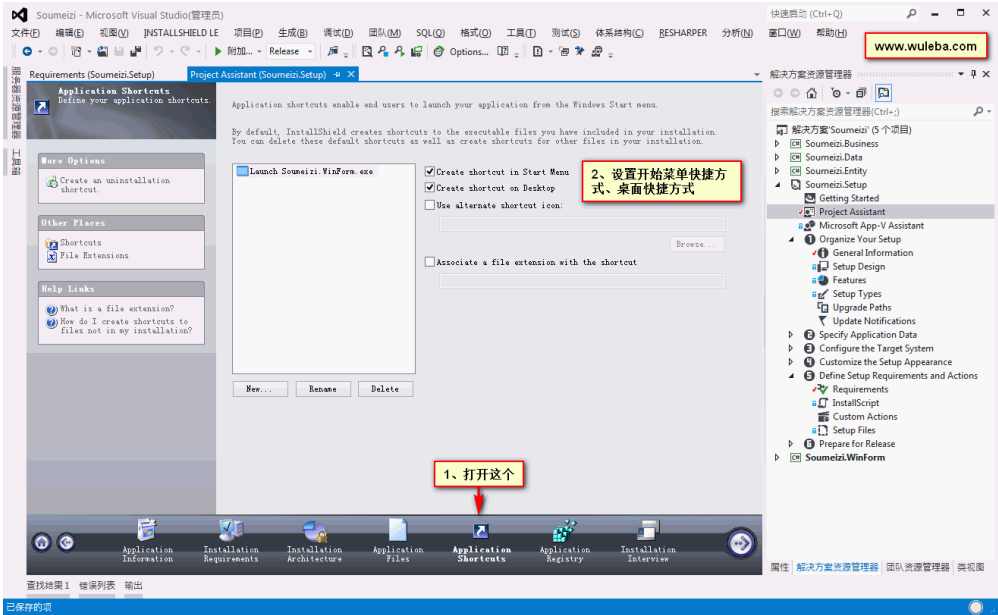 Soumeizi - Microsoft Visual Studio(管理员)
快速启动 (Ctrl+Q)
文件(F) 编辑(E) 视图(V) INSTALLSHIELD LE 项目(P) 生成(B) 调试(D) 团队(M) SQL(Q) 格式(O) 工具(T) 测试(S) 体系结构(C) RESHARPER 分析(N) 窗口(W) 帮助(H)
附加... Release Options...
www.wuleba.com
服务器资源管理器
工具箱
Requirements (Soumeizi.Setup) Project Assistant (Soumeizi.Setup)
Application Shortcuts
Define your application shortcuts.
More Options
Create an uninstallation
shortcut.
Other Places
Shortcuts
File Extensions
Help Links
What is a file extension?
How do I create shortcuts to
files not in my installation?
Application shortcuts enable end users to launch your application from the Windows Start menu.
By default, InstallShield creates shortcuts to the executable files you have included in your installation.
You can delete these default shortcuts as well as create shortcuts for other files in your installation.
Launch Soumeizi.WinForm.exe
Create shortcut in Start Menu
Create shortcut on Desktop
Use alternate shortcut icon:
Browse...
Associate a file extension with the shortcut
2、设置开始菜单快捷方
式、桌面快捷方式
New... Rename Delete
1、打开这个
Application
Information
Installation
Requirements
Installation
Architecture
Application
Files
Application
Shortcuts
Application
Registry
Installation
Interview
解决方案资源管理器
搜索解决方案资源管理器(Ctrl+;)
解决方案'Soumeizi' (5 个项目)
Soumeizi.Business
Soumeizi.Data
Soumeizi.Entity
Soumeizi.Setup
Getting Started
Project Assistant
Microsoft App-V Assistant
1 Organize Your Setup
General Information
Setup Design
Features
Setup Types
Upgrade Paths
Update Notifications
2 Specify Application Data
3 Configure the Target System
4 Customize the Setup Appearance
5 Define Setup Requirements and Actions
Requirements
InstallScript
Custom Actions
Setup Files
6 Prepare for Release
Soumeizi.WinForm
属性 解决方案资源管理器 团队资源管理器 类视图
查找结果 1 错误列表 输出
已保存的项